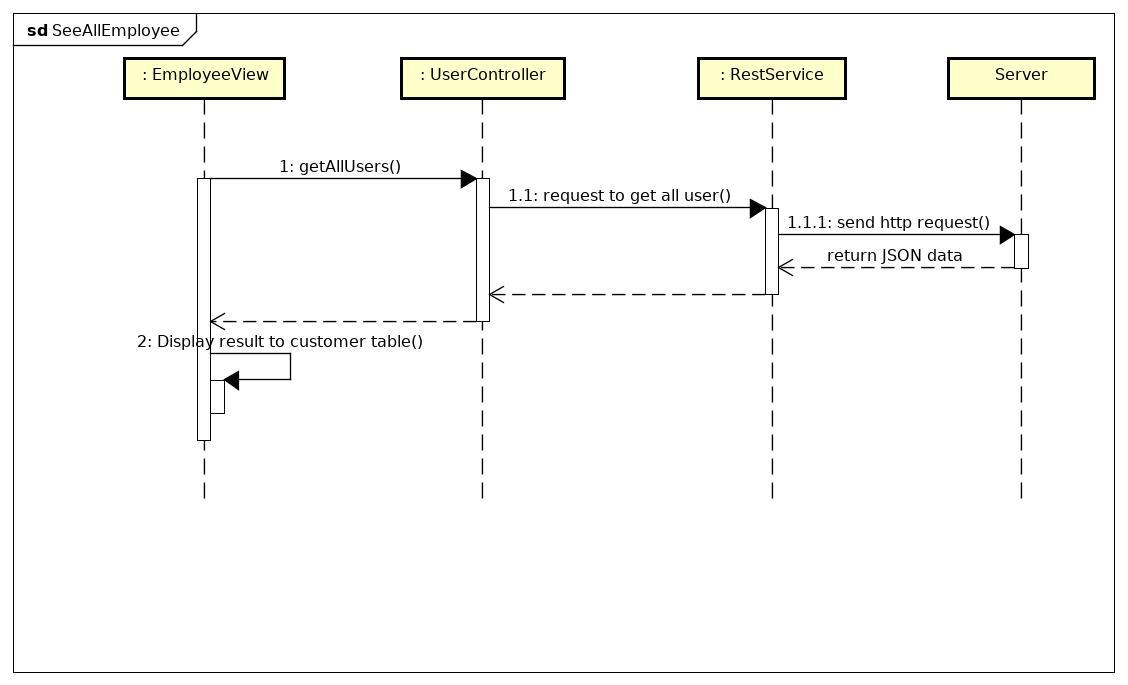 sd SeeAllEmployee
: EmployeeView
: UserController
: RestService
Server
1: getAllUsers()
1.1: request to get all user()
1.1.1: send http request()
return JSON data
2: Display result to customer table()